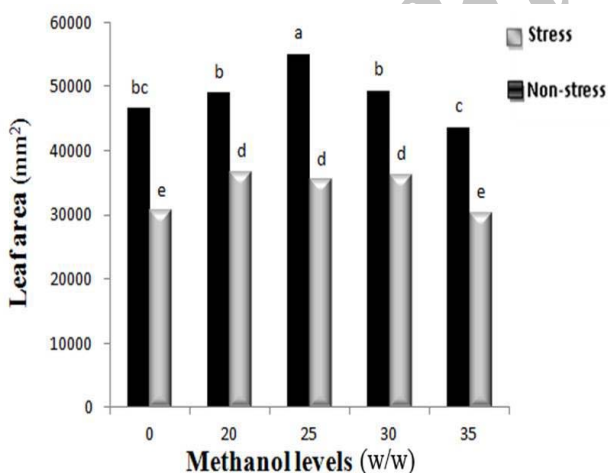 60000
50000
40000
30000
20000
10000
0
Leaf area (mm²)
bc
e
b
d
a
d
b
d
c
e
0 20 25 30 35
Methanol levels (w/w)
Stress
Non-stress